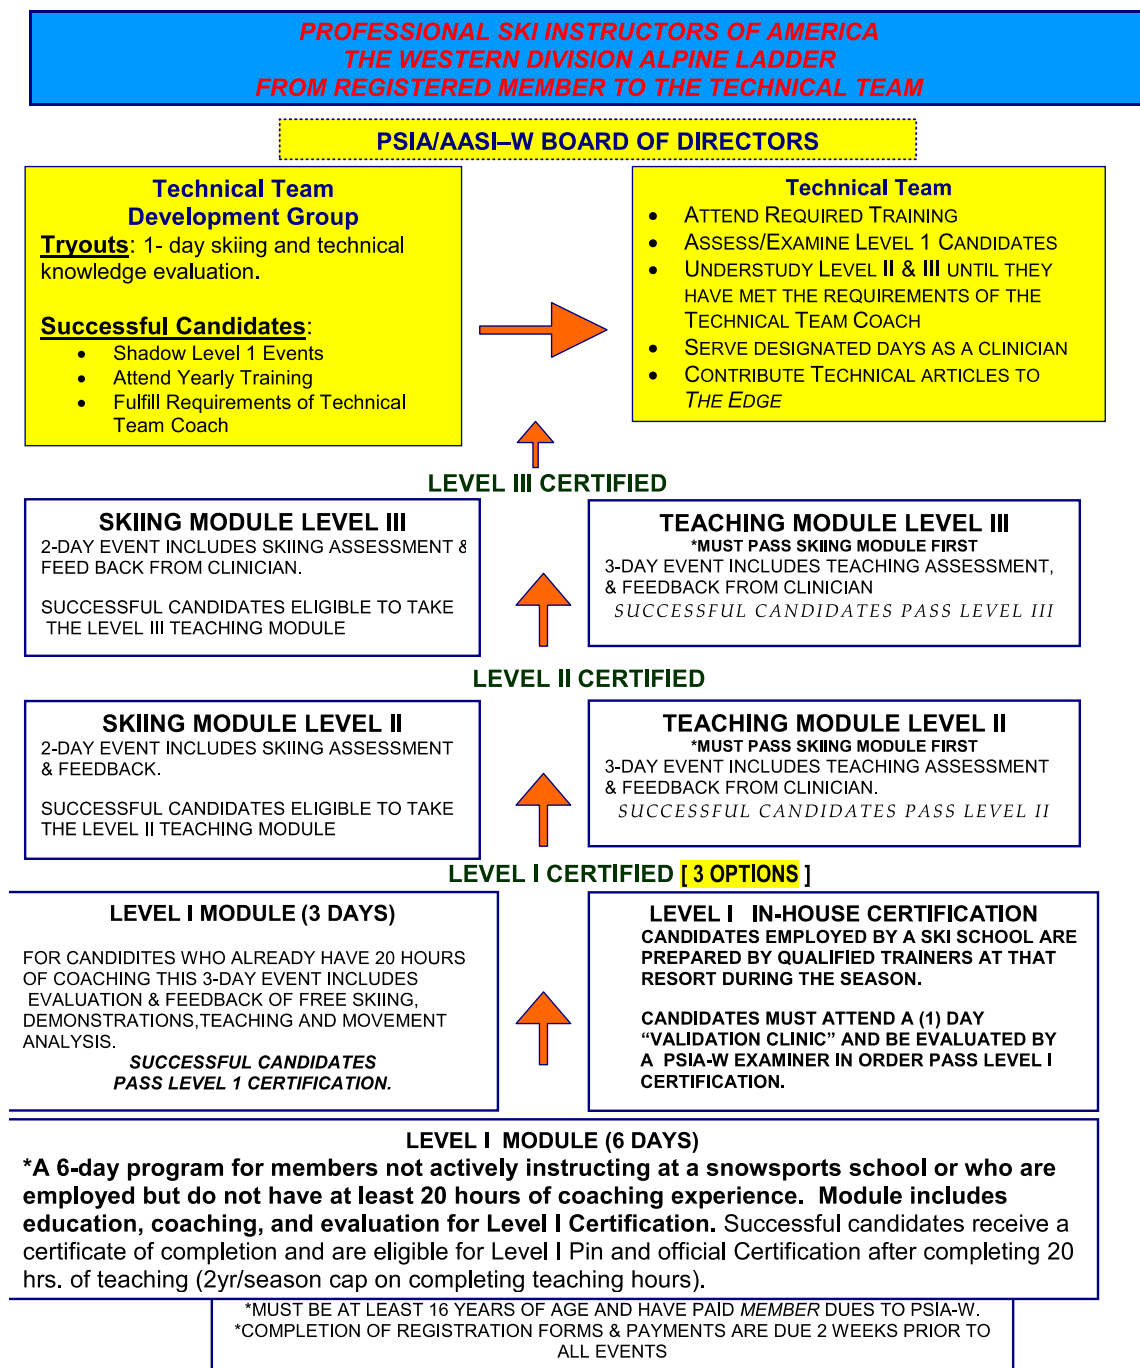 PROFESSIONAL SKI INSTRUCTORS OF AMERICA
THE WESTERN DIVISION ALPINE LADDER
FROM REGISTERED MEMBER TO THE TECHNICAL TEAM
PSIA/AASI–W BOARD OF DIRECTORS
Technical Team
Development Group
Tryouts: 1- day skiing and technical
knowledge evaluation.
Successful Candidates:
• Shadow Level 1 Events
• Attend Yearly Training
• Fulfill Requirements of Technical
Team Coach
Technical Team
• ATTEND REQUIRED TRAINING
• ASSESS/EXAMINE LEVEL 1 CANDIDATES
• UNDERSTUDY LEVEL II & III UNTIL THEY
HAVE MET THE REQUIREMENTS OF THE
TECHNICAL TEAM COACH
• SERVE DESIGNATED DAYS AS A CLINICIAN
• CONTRIBUTE TECHNICAL ARTICLES TO
THE EDGE
LEVEL III CERTIFIED
SKIING MODULE LEVEL III
2-DAY EVENT INCLUDES SKIING ASSESSMENT &
FEED BACK FROM CLINICIAN.
SUCCESSFUL CANDIDATES ELIGIBLE TO TAKE
THE LEVEL III TEACHING MODULE
TEACHING MODULE LEVEL III
*MUST PASS SKIING MODULE FIRST
3-DAY EVENT INCLUDES TEACHING ASSESSMENT,
& FEEDBACK FROM CLINICIAN
SUCCESSFUL CANDIDATES PASS LEVEL III
LEVEL II CERTIFIED
SKIING MODULE LEVEL II
2-DAY EVENT INCLUDES SKIING ASSESSMENT
& FEEDBACK.
SUCCESSFUL CANDIDATES ELIGIBLE TO TAKE
THE LEVEL II TEACHING MODULE
TEACHING MODULE LEVEL II
*MUST PASS SKIING MODULE FIRST
3-DAY EVENT INCLUDES TEACHING ASSESSMENT
& FEEDBACK FROM CLINICIAN.
SUCCESSFUL CANDIDATES PASS LEVEL II
LEVEL I CERTIFIED [ 3 OPTIONS ]
LEVEL I MODULE (3 DAYS)
FOR CANDIDITES WHO ALREADY HAVE 20 HOURS
OF COACHING THIS 3-DAY EVENT INCLUDES
EVALUATION & FEEDBACK OF FREE SKIING,
DEMONSTRATIONS,TEACHING AND MOVEMENT
ANALYSIS.
SUCCESSFUL CANDIDATES
PASS LEVEL 1 CERTIFICATION.
LEVEL I IN-HOUSE CERTIFICATION
CANDIDATES EMPLOYED BY A SKI SCHOOL ARE
PREPARED BY QUALIFIED TRAINERS AT THAT
RESORT DURING THE SEASON.
CANDIDATES MUST ATTEND A (1) DAY
“VALIDATION CLINIC” AND BE EVALUATED BY
A PSIA-W EXAMINER IN ORDER PASS LEVEL I
CERTIFICATION.
LEVEL I MODULE (6 DAYS)
*A 6-day program for members not actively instructing at a snowsports school or who are
employed but do not have at least 20 hours of coaching experience. Module includes
education, coaching, and evaluation for Level I Certification. Successful candidates receive a
certificate of completion and are eligible for Level I Pin and official Certification after completing 20
hrs. of teaching (2yr/season cap on completing teaching hours).
*MUST BE AT LEAST 16 YEARS OF AGE AND HAVE PAID MEMBER DUES TO PSIA-W.
*COMPLETION OF REGISTRATION FORMS & PAYMENTS ARE DUE 2 WEEKS PRIOR TO
ALL EVENTS